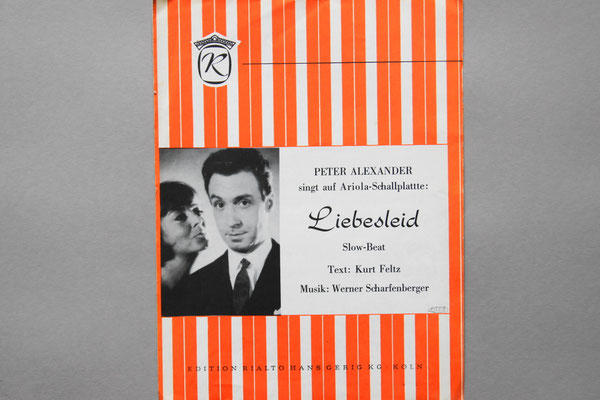 R
PETER ALEXANDER
singt auf Ariola-Schallplattte:
Liebesleid
Slow-Beat
Text: Kurt Feltz
Musik: Werner Scharfenberger
EDITION RIALTO HANS GERIG KG · KÖLN